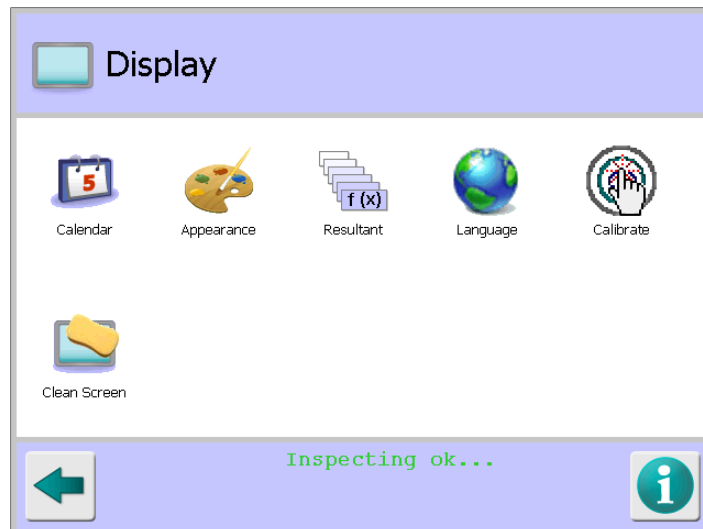 Display
5
f (x)
Calendar
Appearance
Resultant
Language
Calibrate
Clean Screen
Inspecting ok...
i